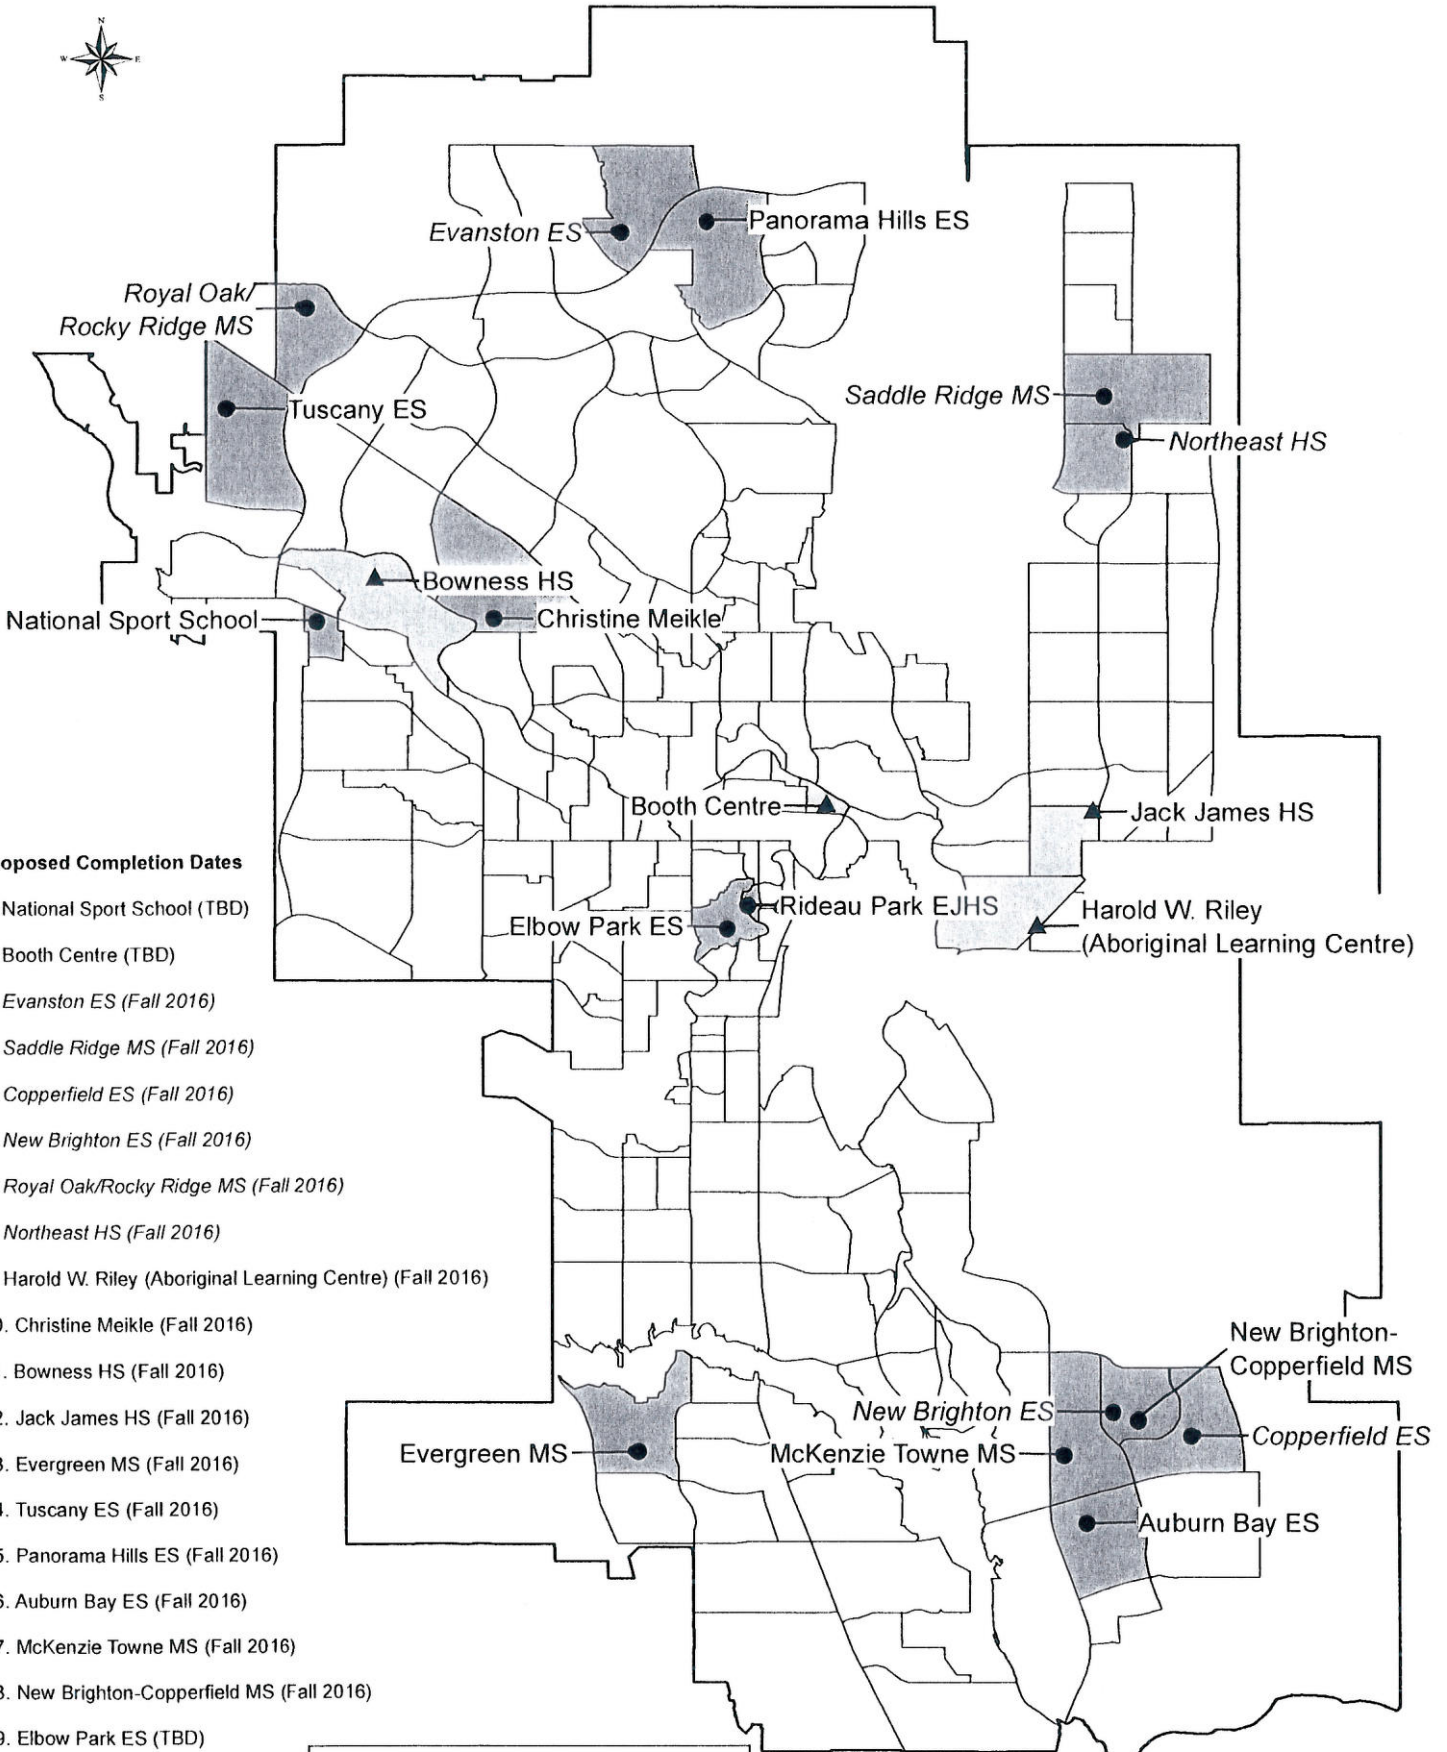 N
W E
S
Evanston ES
Panorama Hills ES
Royal Oak/
Rocky Ridge MS
Tuscany ES
Saddle Ridge MS
Northeast HS
Bowness HS
National Sport School
Christine Meikle
Booth Centre
Jack James HS
Rideau Park EJHS
Elbow Park ES
Harold W. Riley
(Aboriginal Learning Centre)
New Brighton-
Copperfield MS
New Brighton ES
Copperfield ES
Evergreen MS
McKenzie Towne MS
Auburn Bay ES
oposed Completion Dates
National Sport School (TBD)
Booth Centre (TBD)
Evanston ES (Fall 2016)
Saddle Ridge MS (Fall 2016)
Copperfield ES (Fall 2016)
New Brighton ES (Fall 2016)
Royal Oak/Rocky Ridge MS (Fall 2016)
Northeast HS (Fall 2016)
Harold W. Riley (Aboriginal Learning Centre) (Fall 2016)
. Christine Meikle (Fall 2016)
. Bowness HS (Fall 2016)
. Jack James HS (Fall 2016)
. Evergreen MS (Fall 2016)
. Tuscany ES (Fall 2016)
. Panorama Hills ES (Fall 2016)
. Auburn Bay ES (Fall 2016)
. McKenzie Towne MS (Fall 2016)
. New Brighton-Copperfield MS (Fall 2016)
. Elbow Park ES (TBD)